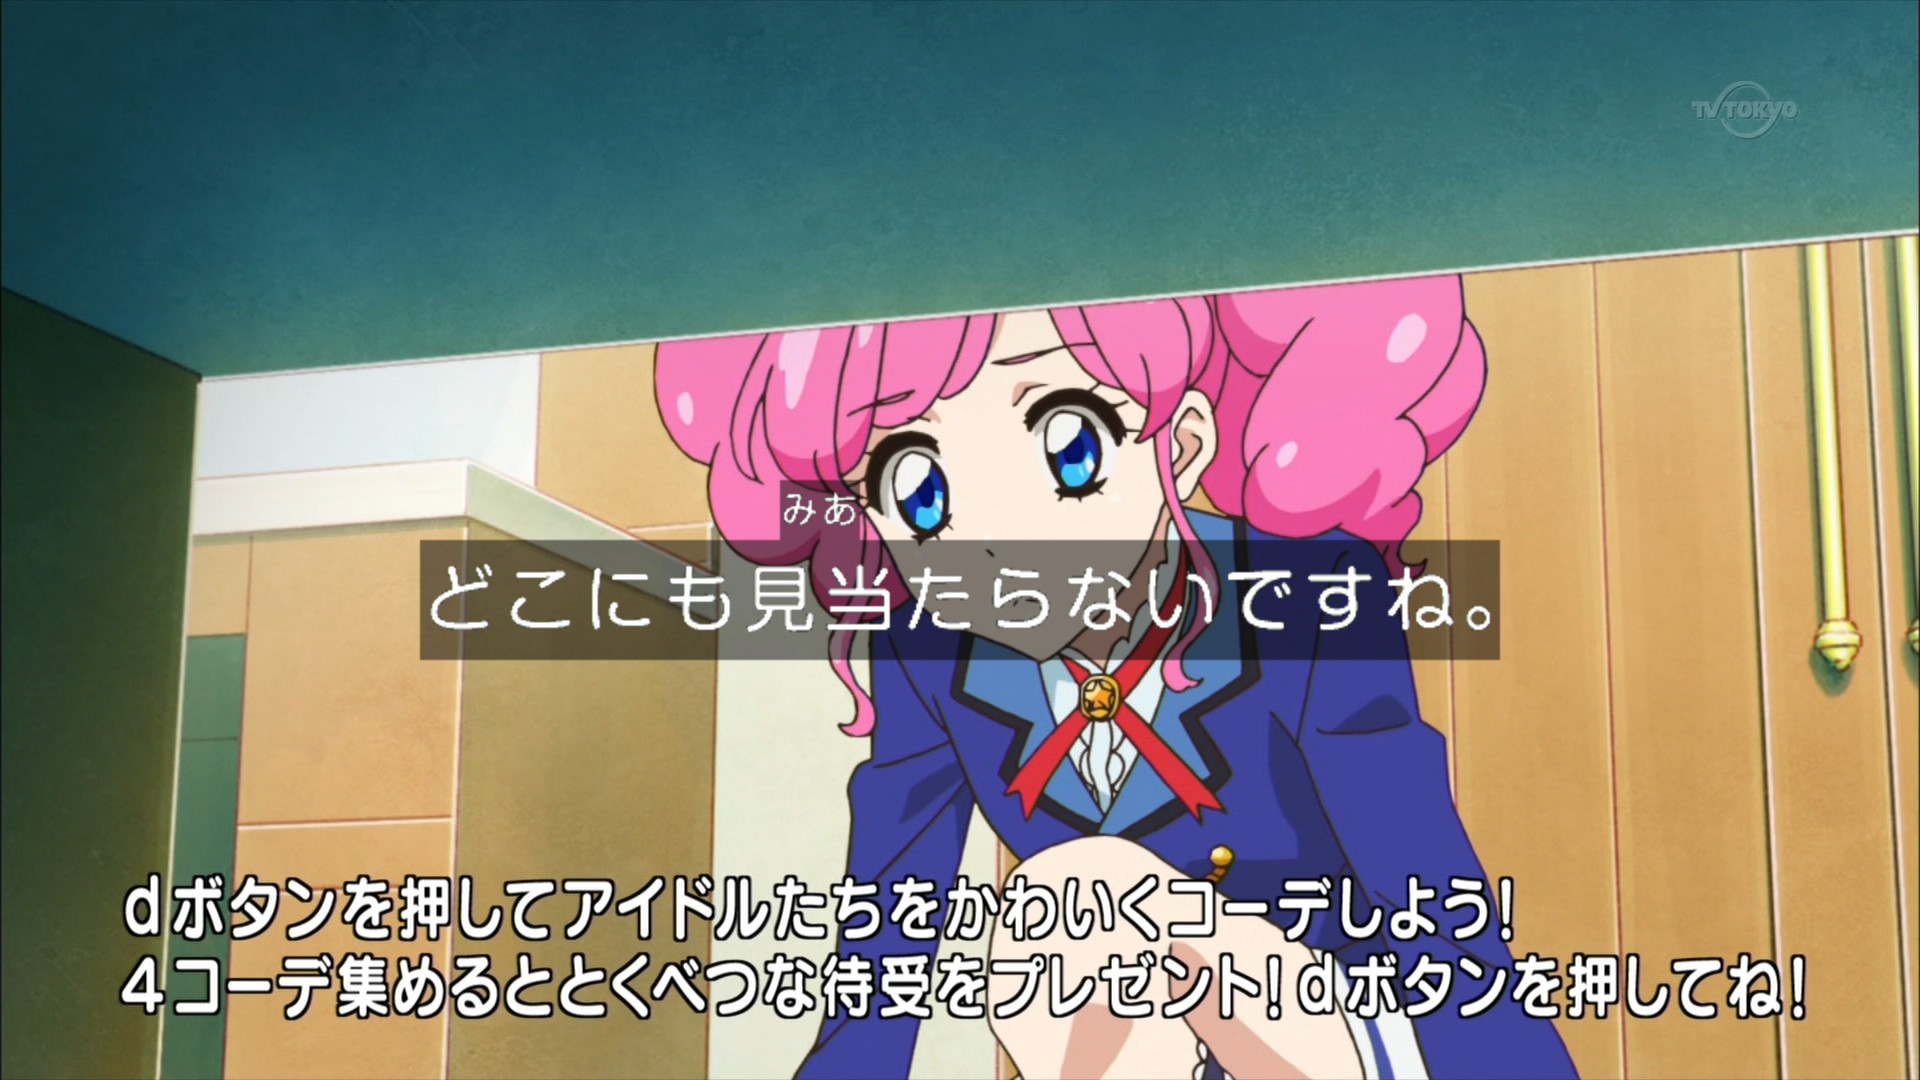 TV TOKYO
みあ
どこにも見当たらないですね。
dボタンを押してアイドルたちをかわいくコーデしよう!
4コーデ集めるととくべつな待受をプレゼント!dボタンを押してね!